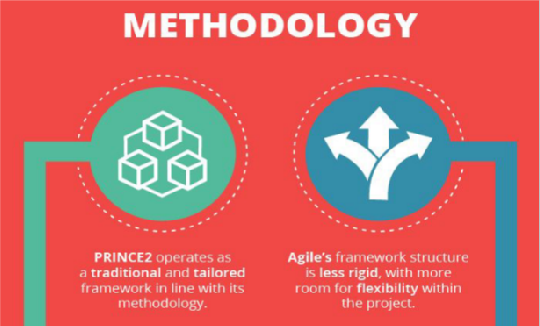 METHODOLOGY
PRINCE2 operates as
a traditional and tailored
framework in line with its
methodology.
Agile's framework structure
is less rigid, with more
room for flexibility within
the project.